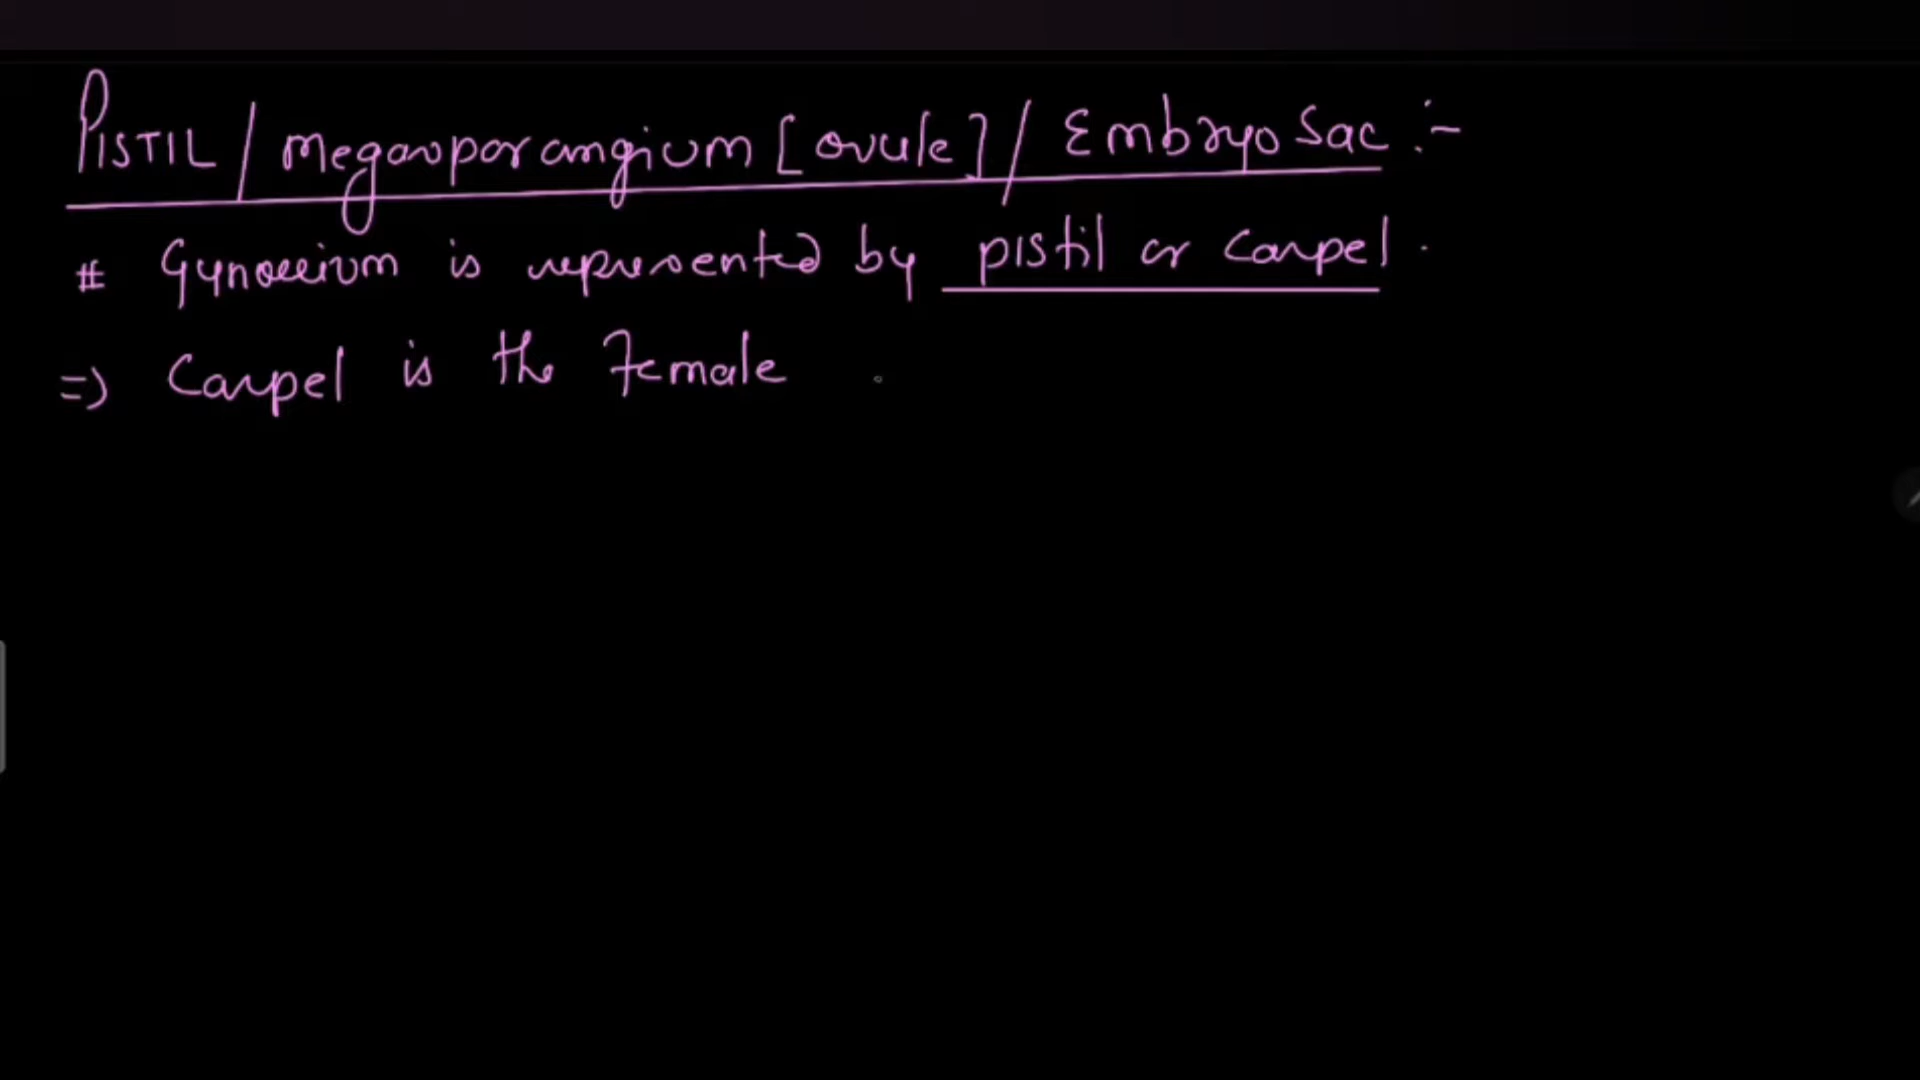 PISTIL / Megasporangium [ovule] / Embryo Sac :-
# Gynoecium is represented by pistil or Carpel .
=> Carpel is the Female